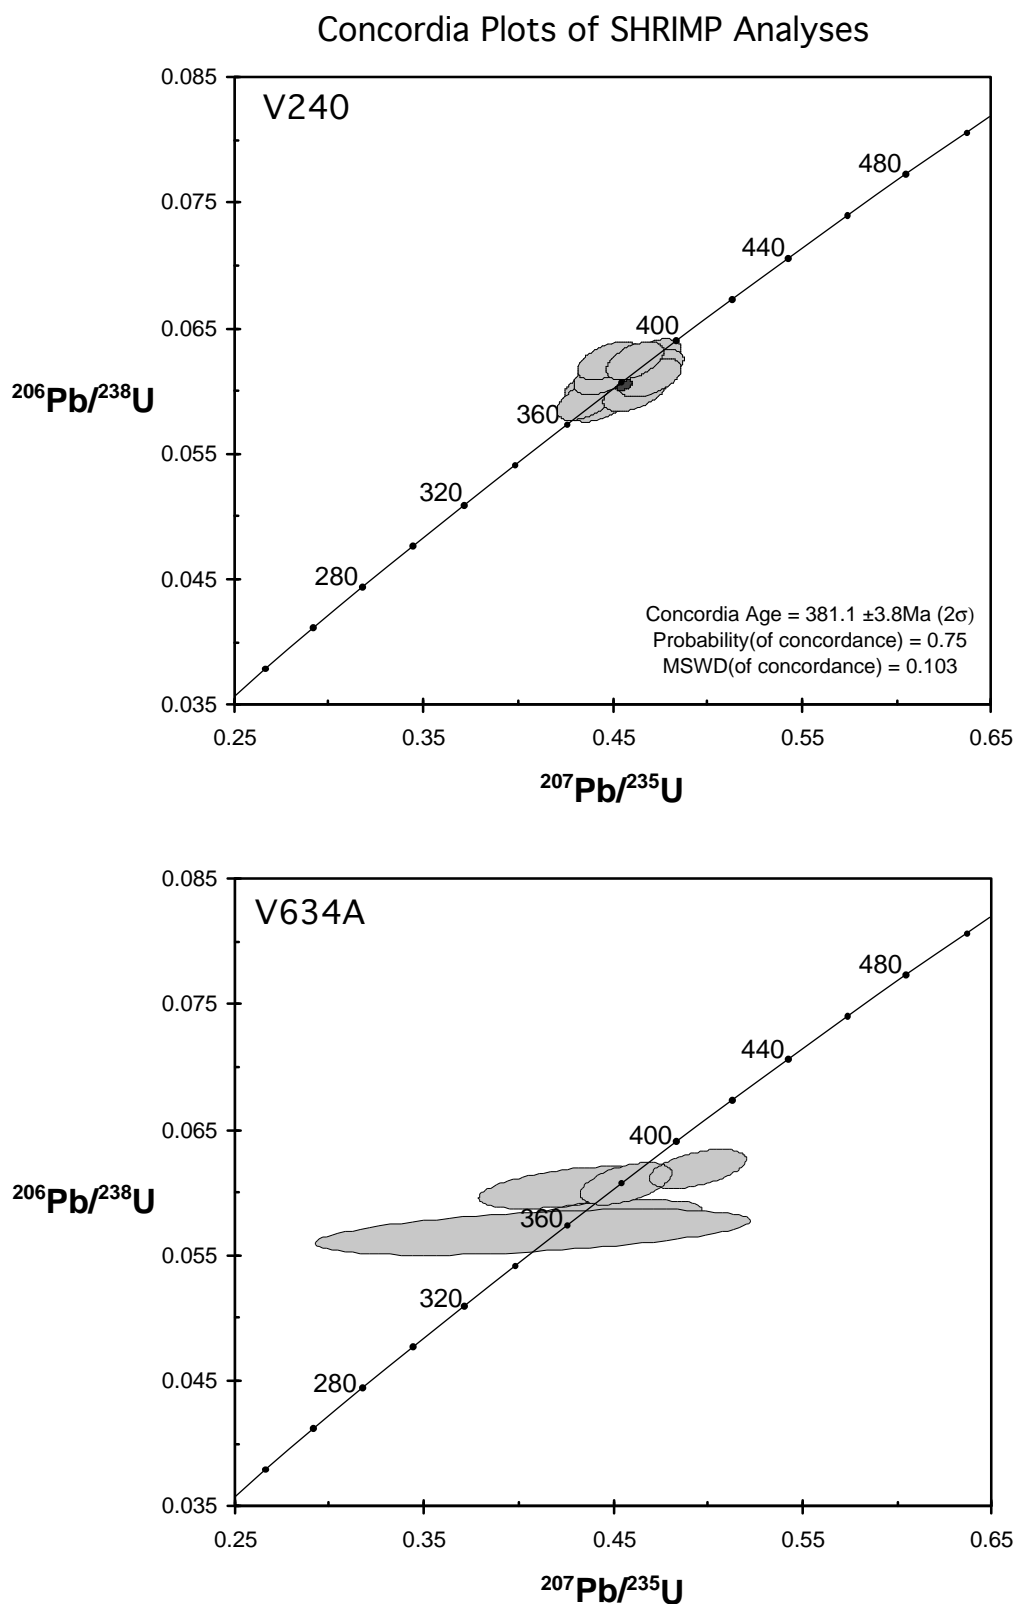 Concordia Plots of SHRIMP Analyses
0.085
V240
480
0.075
440
0.065
400
²⁰⁶Pb/²³⁸U
360
0.055
320
280
0.045
Concordia Age = 381.1 ±3.8Ma (2σ)
Probability(of concordance) = 0.75
MSWD(of concordance) = 0.103
0.035
0.25 0.35 0.45 0.55 0.65
²⁰⁷Pb/²³⁵U
0.085
V634A
480
0.075
440
0.065
400
²⁰⁶Pb/²³⁸U
360
0.055
320
280
0.045
0.035
0.25 0.35 0.45 0.55 0.65
²⁰⁷Pb/²³⁵U